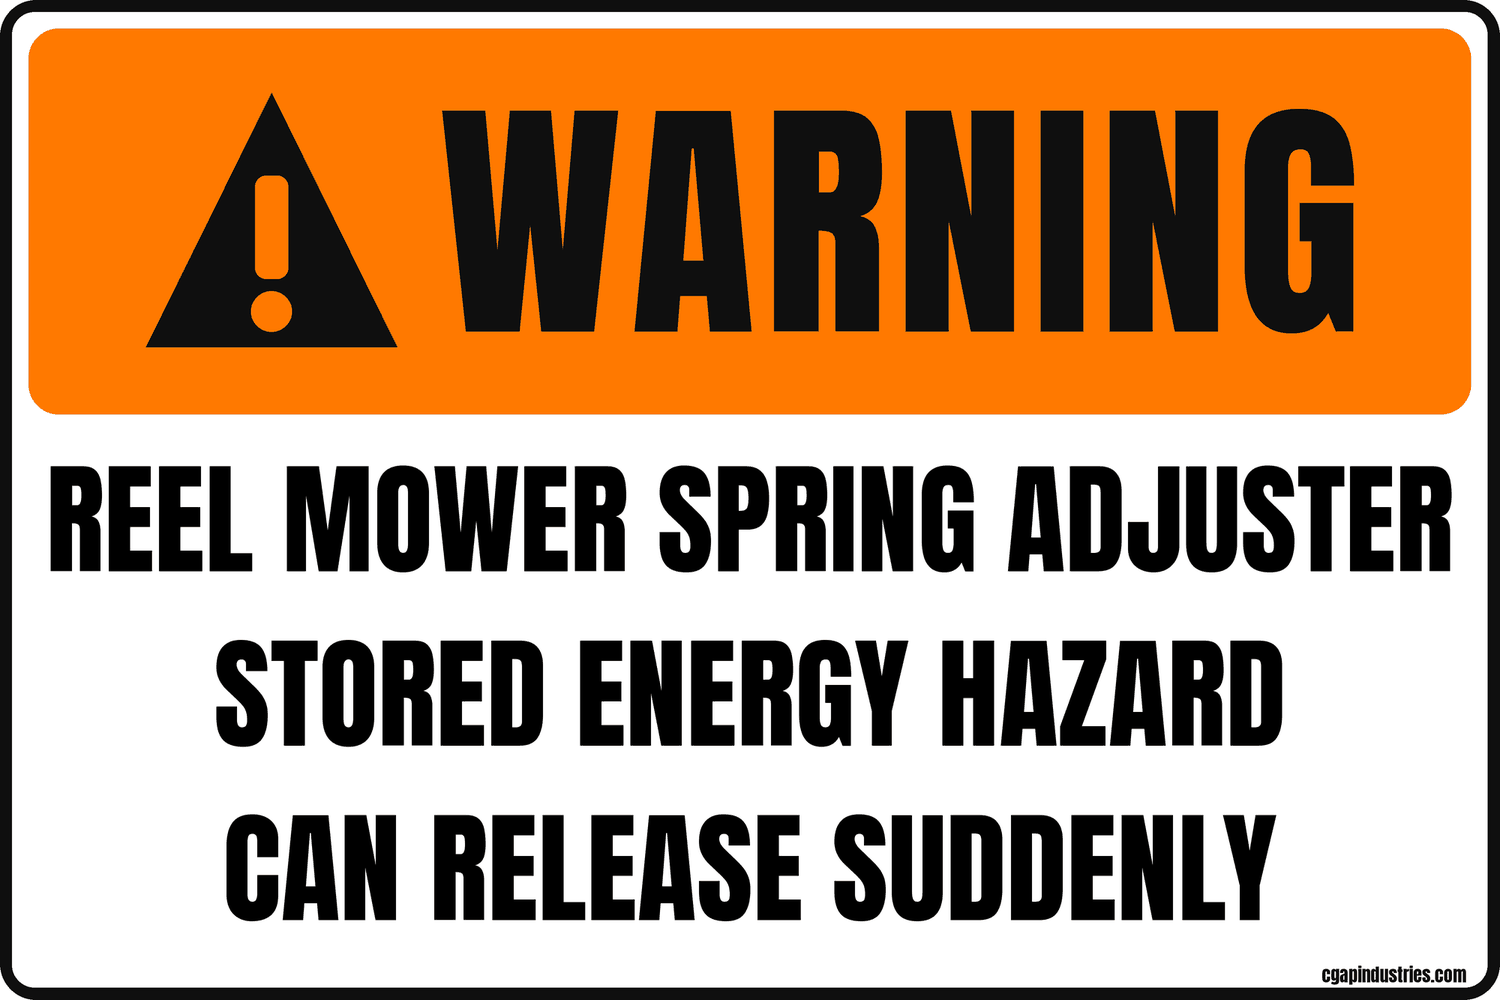 WARNING
REEL MOWER SPRING ADJUSTER
STORED ENERGY HAZARD
CAN RELEASE SUDDENLY
cgapindustries.com